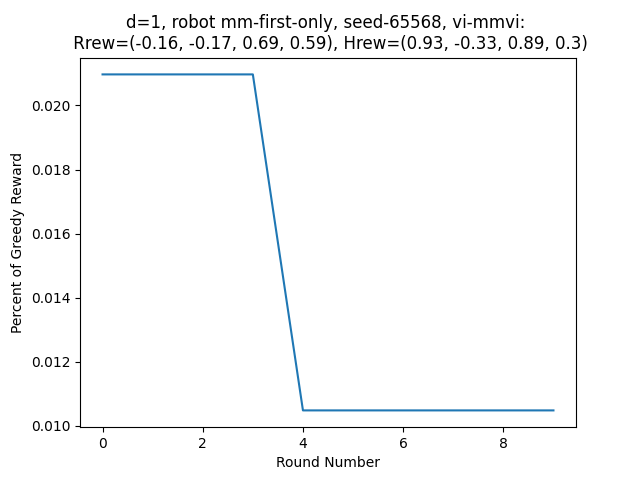 d=1, robot mm-first-only, seed-65568, vi-mmvi:
Rrew=(-0.16, -0.17, 0.69, 0.59), Hrew=(0.93, -0.33, 0.89, 0.3)
Percent of Greedy Reward
0.020
0.018
0.016
0.014
0.012
0.010
0 2 4 6 8
Round Number